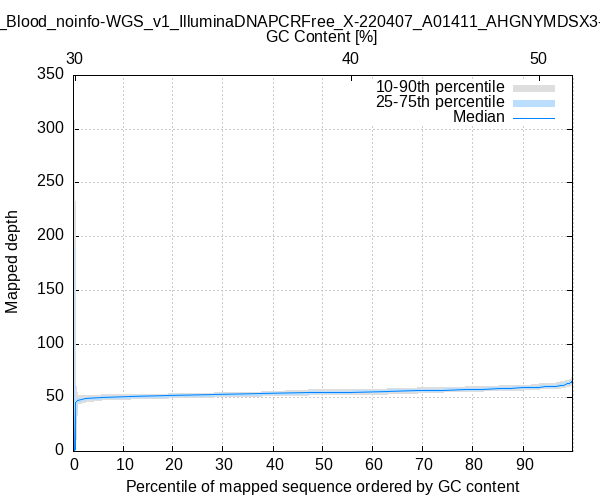 _Blood_noinfo-WGS_v1_IlluminaDNAPCRFree_X-220407_A01411_AHGNYMDSX3-
GC Content [%]
30 40 50
10-90th percentile
25-75th percentile
Median
350
300
250
200
150
100
50
0
Mapped depth
0 10 20 30 40 50 60 70 80 90
Percentile of mapped sequence ordered by GC content